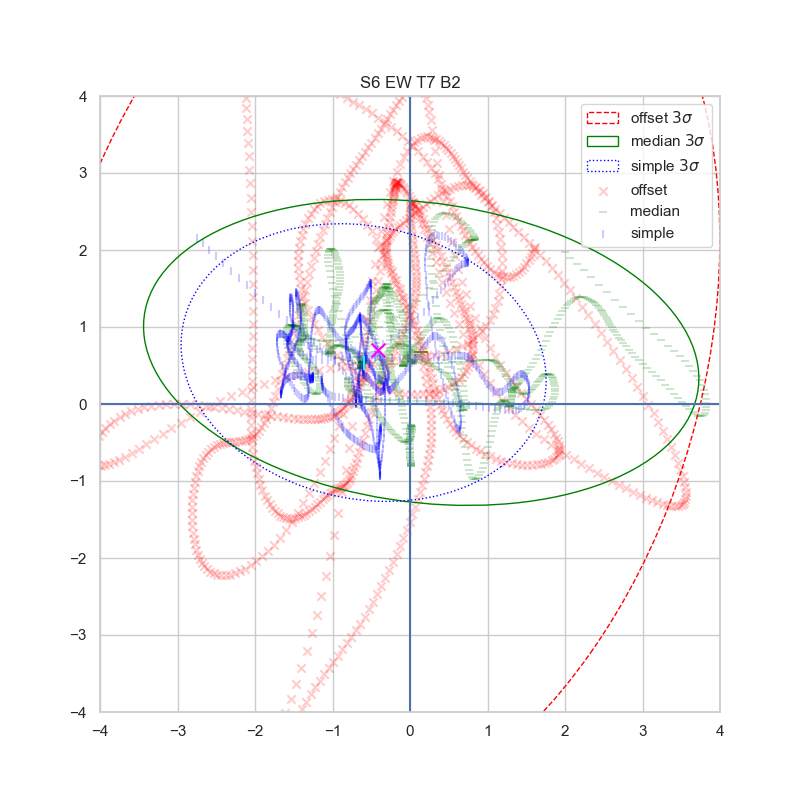 S6 EW T7 B2
offset 3σ
median 3σ
simple 3σ
offset
median
simple
4
3
2
1
0
−1
−2
−3
−4
−4 −3 −2 −1 0 1 2 3 4